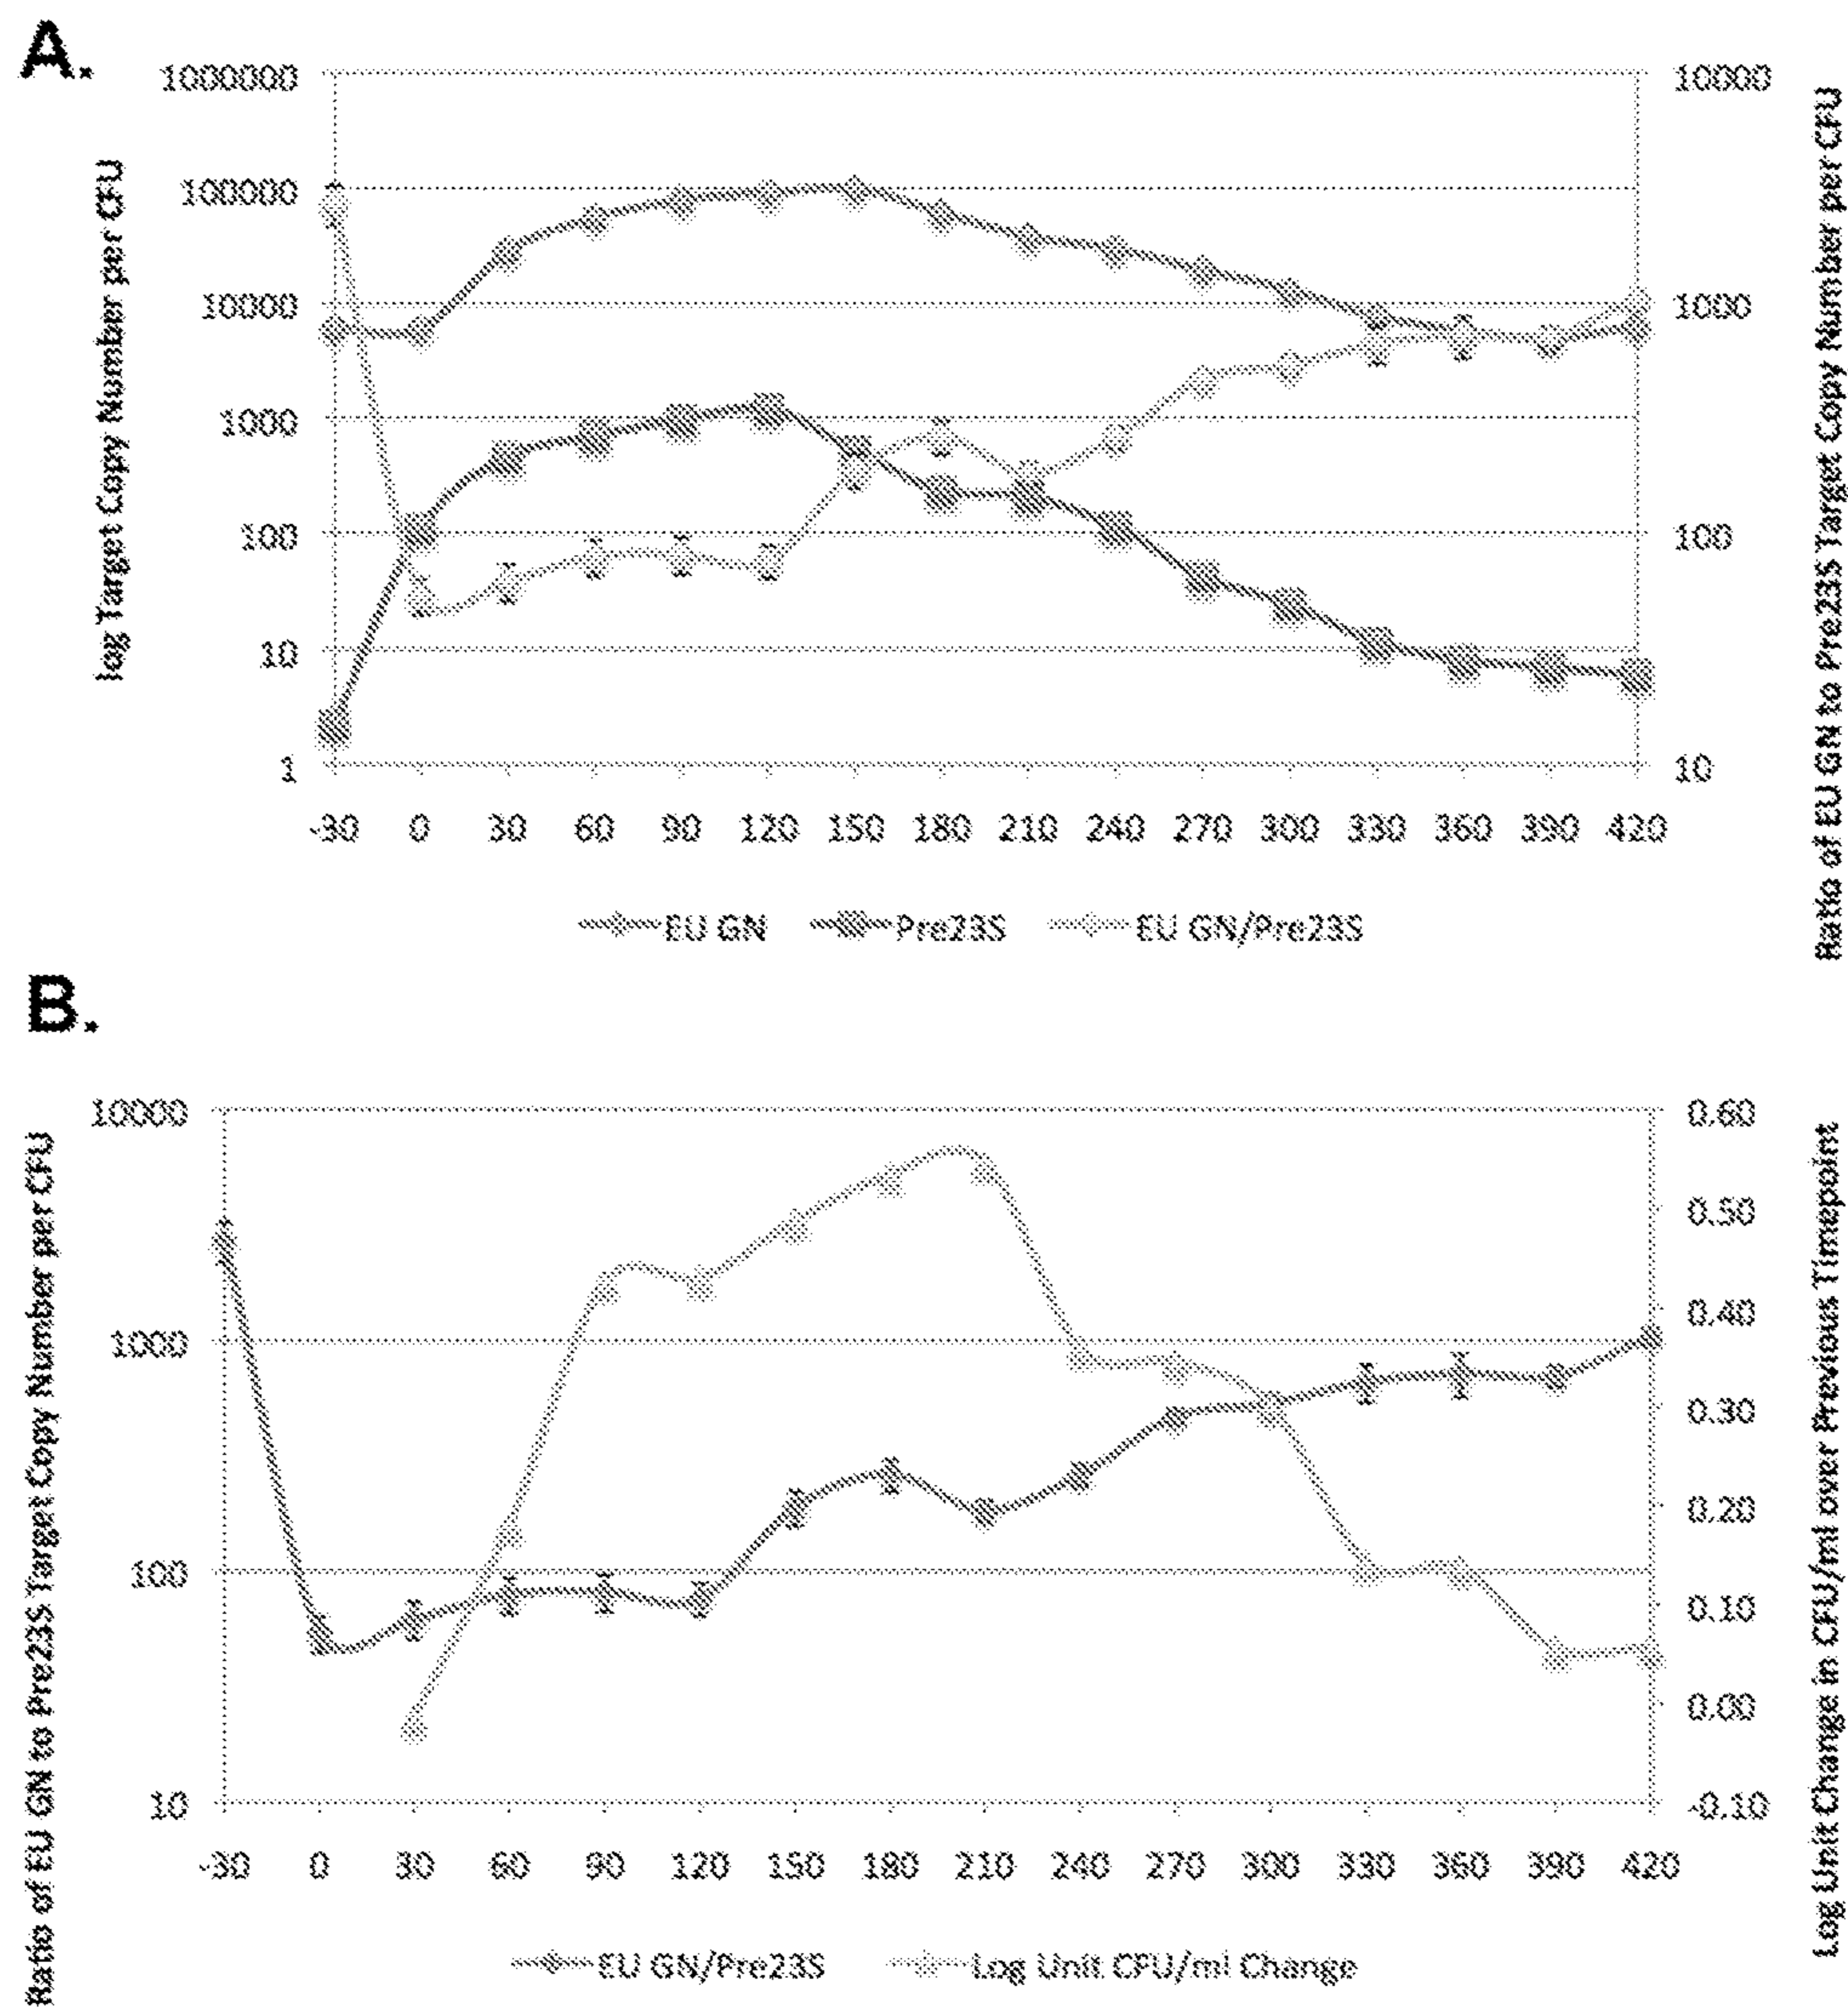 A.
log Target Copy Number per CFU
1000000
100000
10000
1000
100
10
1
10000
1000
100
10
Ratio of EU GN to Pre23S Target Copy Number per CFU
-30 0 30 60 90 120 150 180 210 240 270 300 330 360 390 420
EU GN Pre23S EU GN/Pre23S
B.
Ratio of EU GN to Pre23S Target Copy Number per CFU
10000
1000
100
10
0.60
0.50
0.40
0.30
0.20
0.10
0.00
-0.10
Log Unit Change in CFU/ml over Previous Timepoint
-30 0 30 60 90 120 150 180 210 240 270 300 330 360 390 420
EU GN/Pre23S Log Unit CFU/ml Change